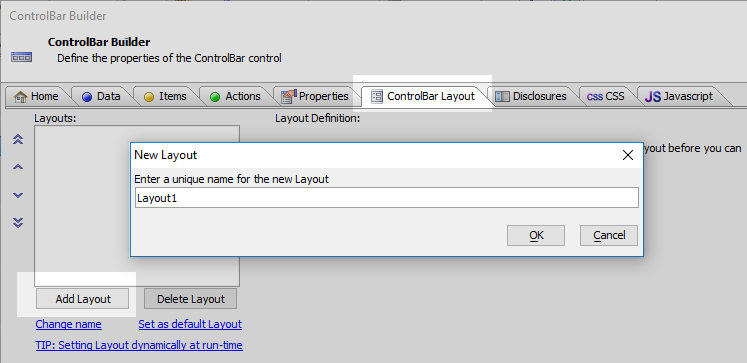 ControlBar Builder
ControlBar Builder
Define the properties of the ControlBar control
Home Data Items Actions Properties ControlBar Layout Disclosures css CSS JS Javascript
Layouts: Layout Definition:
New Layout
Enter a unique name for the new Layout
Layout1
OK Cancel
yout before you can
Add Layout Delete Layout
Change name Set as default Layout
TIP: Setting Layout dynamically at run-time